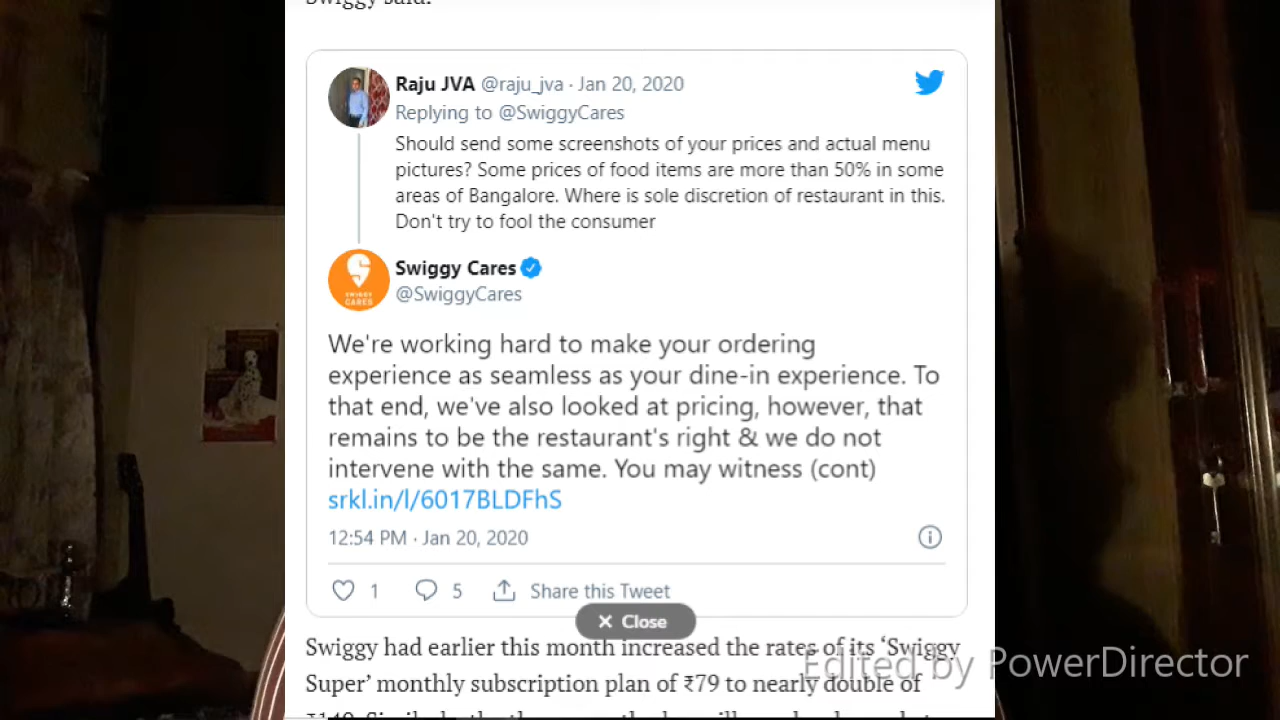 Swiggy said.
Raju JVA @raju_jva · Jan 20, 2020
Replying to @SwiggyCares
Should send some screenshots of your prices and actual menu
pictures? Some prices of food items are more than 50% in some
areas of Bangalore. Where is sole discretion of restaurant in this.
Don't try to fool the consumer
SWIGGY
CARES
Swiggy Cares
@SwiggyCares
We're working hard to make your ordering
experience as seamless as your dine-in experience. To
that end, we've also looked at pricing, however, that
remains to be the restaurant's right & we do not
intervene with the same. You may witness (cont)
srkl.in/l/6017BLDFhS
12:54 PM · Jan 20, 2020
1 5 Share this Tweet
× Close
Swiggy had earlier this month increased the rates of its ‘Swiggy
Super’ monthly subscription plan of ₹79 to nearly double of
Edited by PowerDirector